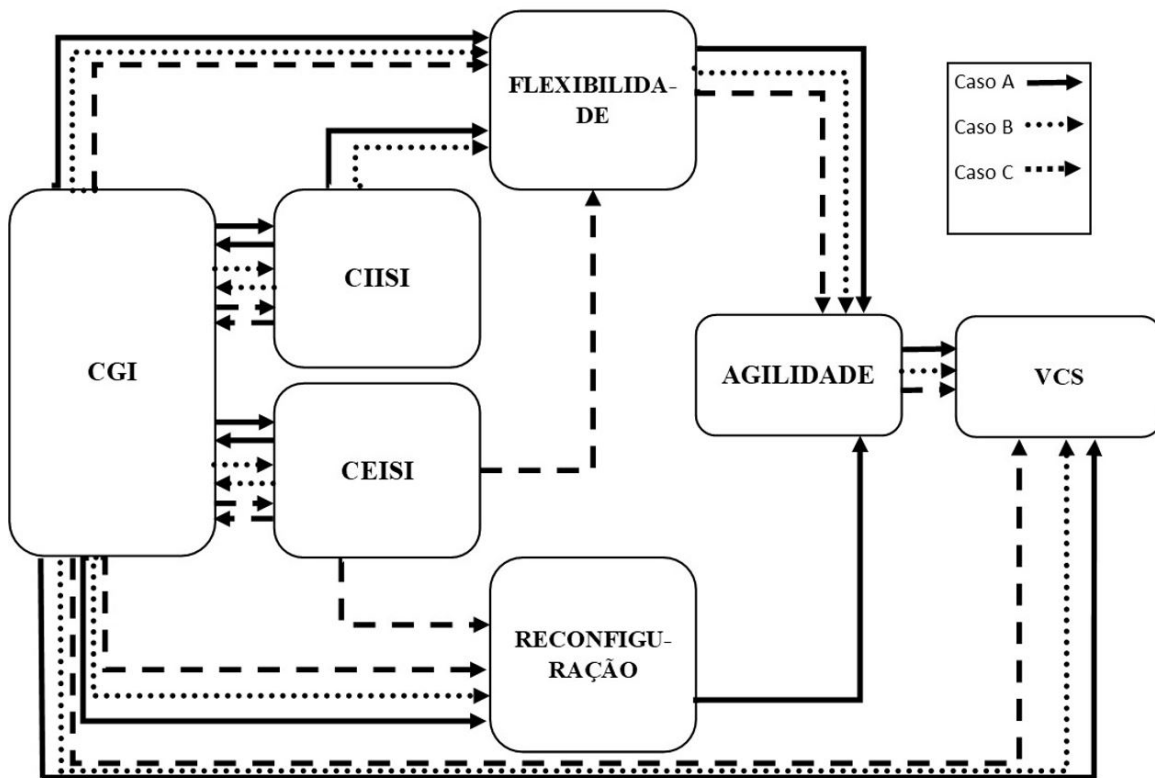 FLEXIBILIDA-
DE
Caso A
Caso B
Caso C
CIISI
CGI
AGILIDADE
VCS
CEISI
RECONFIGU-
RAÇÃO